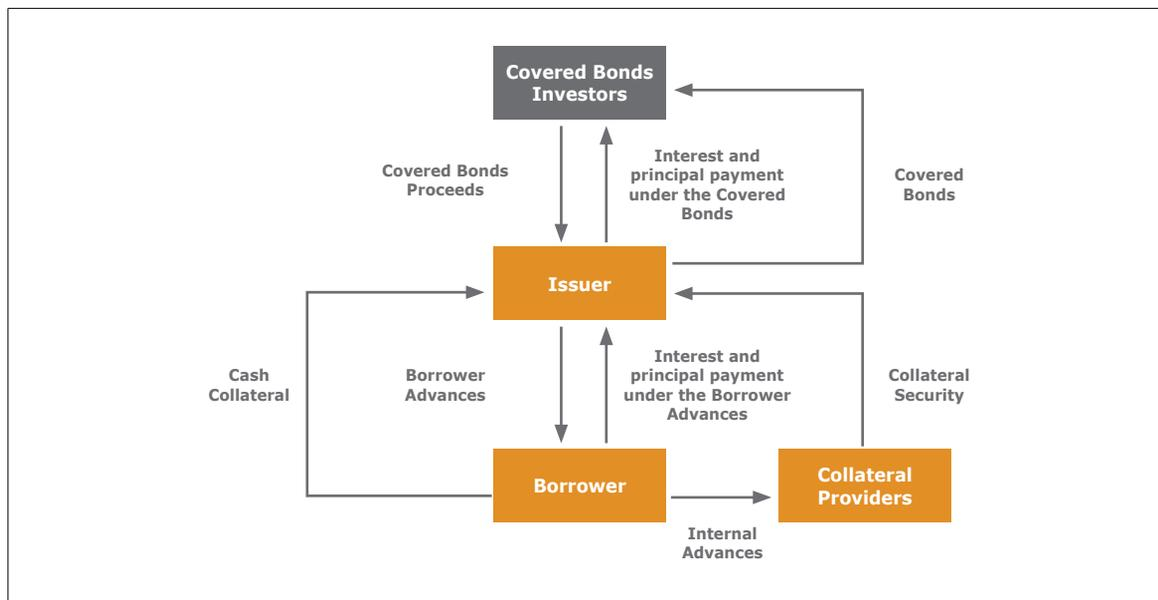 Covered Bonds
Investors
Covered Bonds
Proceeds
Interest and
principal payment
under the Covered
Bonds
Covered
Bonds
Issuer
Cash
Collateral
Borrower
Advances
Interest and
principal payment
under the Borrower
Advances
Collateral
Security
Borrower
Collateral
Providers
Internal
Advances